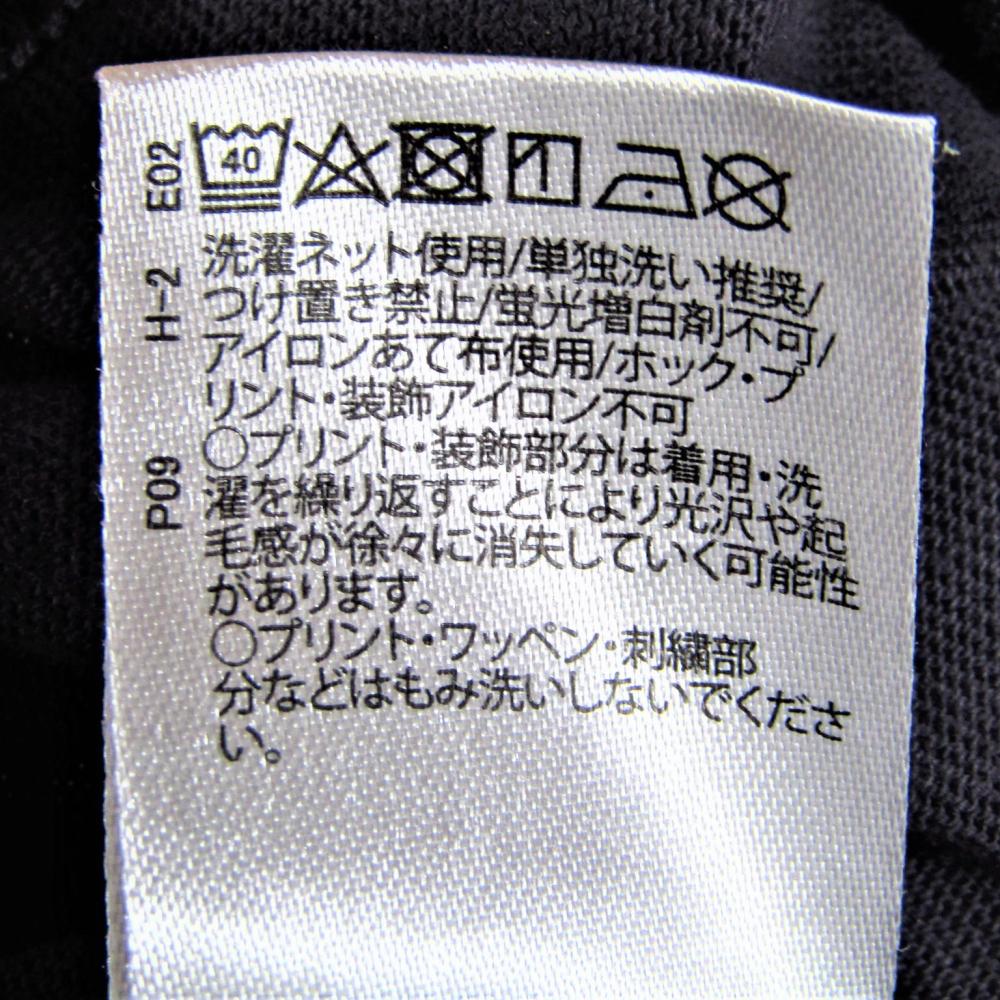 40
洗濯ネット使用/単独洗い推奨/
つけ置き禁止/蛍光増白剤不可/
アイロンあて布使用/ホック・プ
リント・装飾アイロン不可
○プリント・装飾部分は着用・洗
濯を繰り返すことにより光沢や起
毛感が徐々に消失していく可能性
があります。
○プリント・ワッペン・刺繍部
分などはもみ洗いしないでくださ
い。
P09 H-2 E02